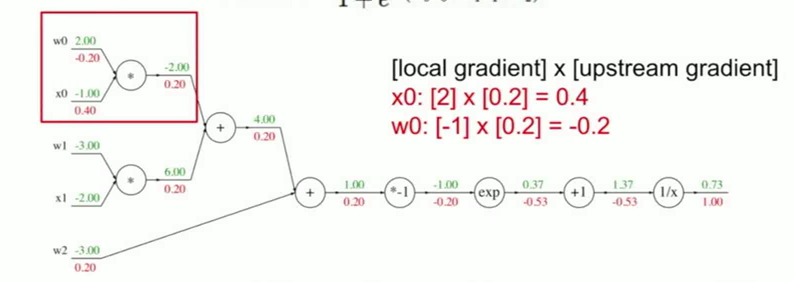 w0 2.00
-0.20
* -2.00
0.20
x0 -1.00
0.40
[local gradient] x [upstream gradient]
x0: [2] x [0.2] = 0.4
w0: [-1] x [0.2] = -0.2
+ 4.00
0.20
w1 -3.00
* 6.00
0.20
x1 -2.00
+ 1.00 *-1 -1.00 exp 0.37 +1 1.37 1/x 0.73
0.20 -0.20 -0.53 -0.53 1.00
w2 -3.00
0.20